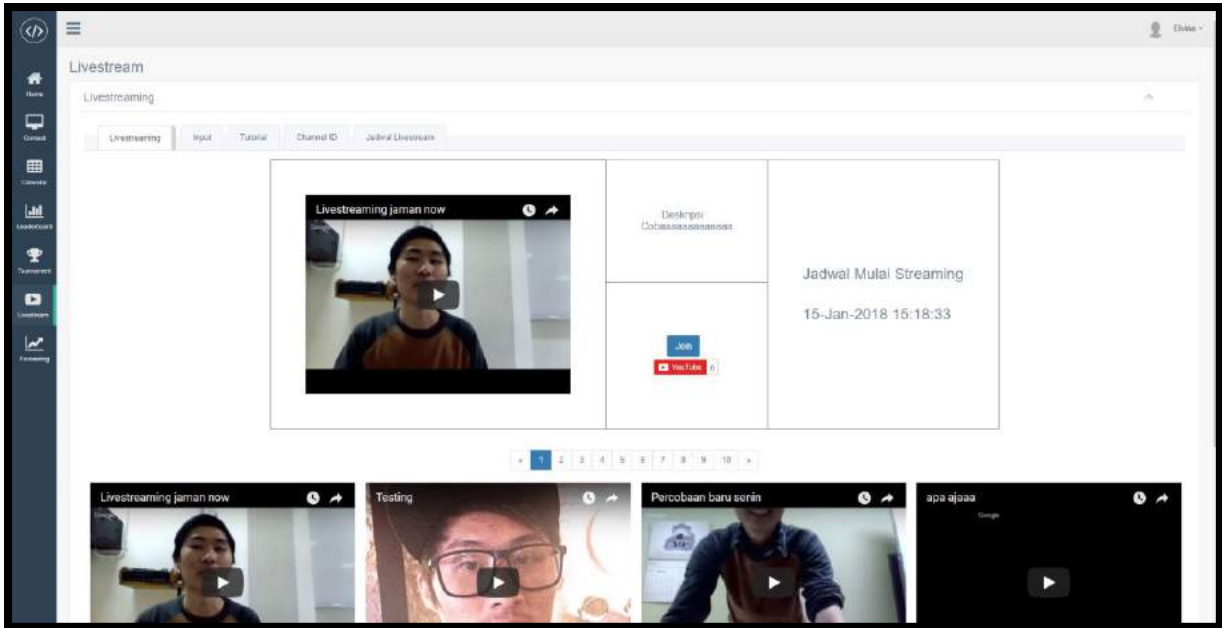 Elvina
Livestream
Home
Livestreaming
Contact
Livestreaming
Input
Tutorial
Channel ID
Jadwal Livestream
Calendar
Leaderboard
Tournament
Livestream
Forecasting
Livestreaming jaman now
Google
Deskripsi :
Jadwal Mulai Streaming
15-Jan-2018 15:18:33
Join
YouTube 0
« 1 2 3 4 5 6 7 8 9 10 »
Livestreaming jaman now
Testing
Percobaan baru senin
apa ajaaa
Google